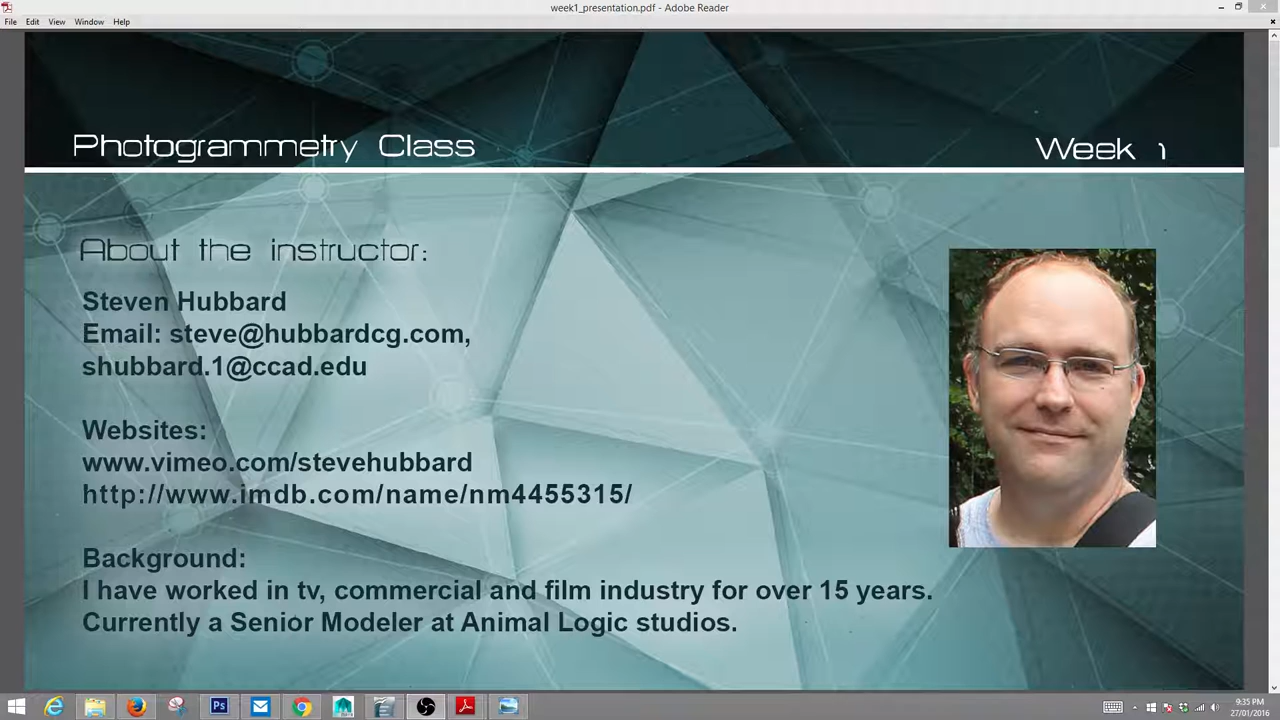 week1_presentation.pdf - Adobe Reader
File Edit View Window Help
Photogrammetry Class
Week 1
About the instructor:
Steven Hubbard
Email: steve@hubbardcg.com,
shubbard.1@ccad.edu
Websites:
www.vimeo.com/stevehubbard
http://www.imdb.com/name/nm4455315/
Background:
I have worked in tv, commercial and film industry for over 15 years.
Currently a Senior Modeler at Animal Logic studios.
Ps
9:35 PM
27/01/2016